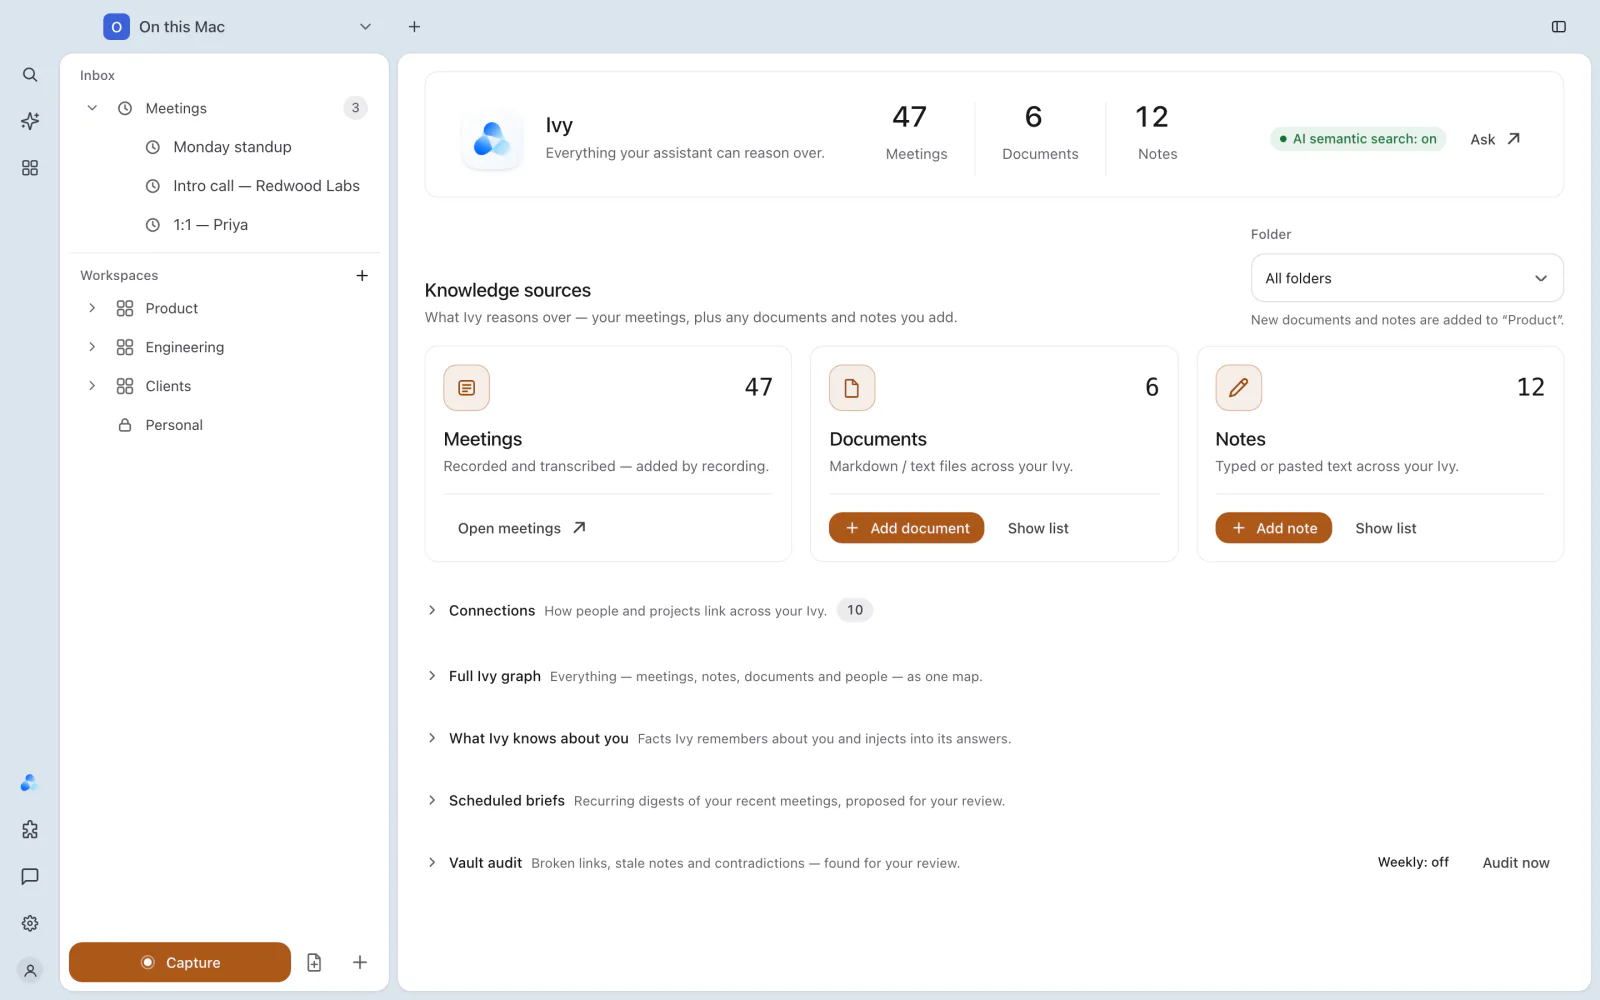 O On this Mac
Inbox
Meetings 3
Monday standup
Intro call — Redwood Labs
1:1 — Priya
Workspaces
Product
Engineering
Clients
Personal
Capture
Ivy
Everything your assistant can reason over.
47
Meetings
6
Documents
12
Notes
AI semantic search: on
Ask
Folder
All folders
New documents and notes are added to “Product”.
Knowledge sources
What Ivy reasons over — your meetings, plus any documents and notes you add.
47
Meetings
Recorded and transcribed — added by recording.
Open meetings
6
Documents
Markdown / text files across your Ivy.
Add document Show list
12
Notes
Typed or pasted text across your Ivy.
Add note Show list
Connections How people and projects link across your Ivy. 10
Full Ivy graph Everything — meetings, notes, documents and people — as one map.
What Ivy knows about you Facts Ivy remembers about you and injects into its answers.
Scheduled briefs Recurring digests of your recent meetings, proposed for your review.
Vault audit Broken links, stale notes and contradictions — found for your review. Weekly: off Audit now